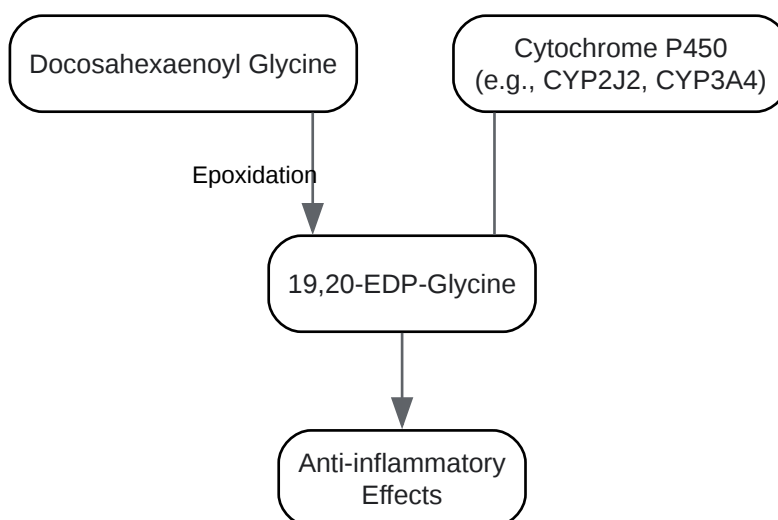 Docosahexaenoyl Glycine
Cytochrome P450
(e.g., CYP2J2, CYP3A4)
Epoxidation
19,20-EDP-Glycine
Anti-inflammatory
Effects